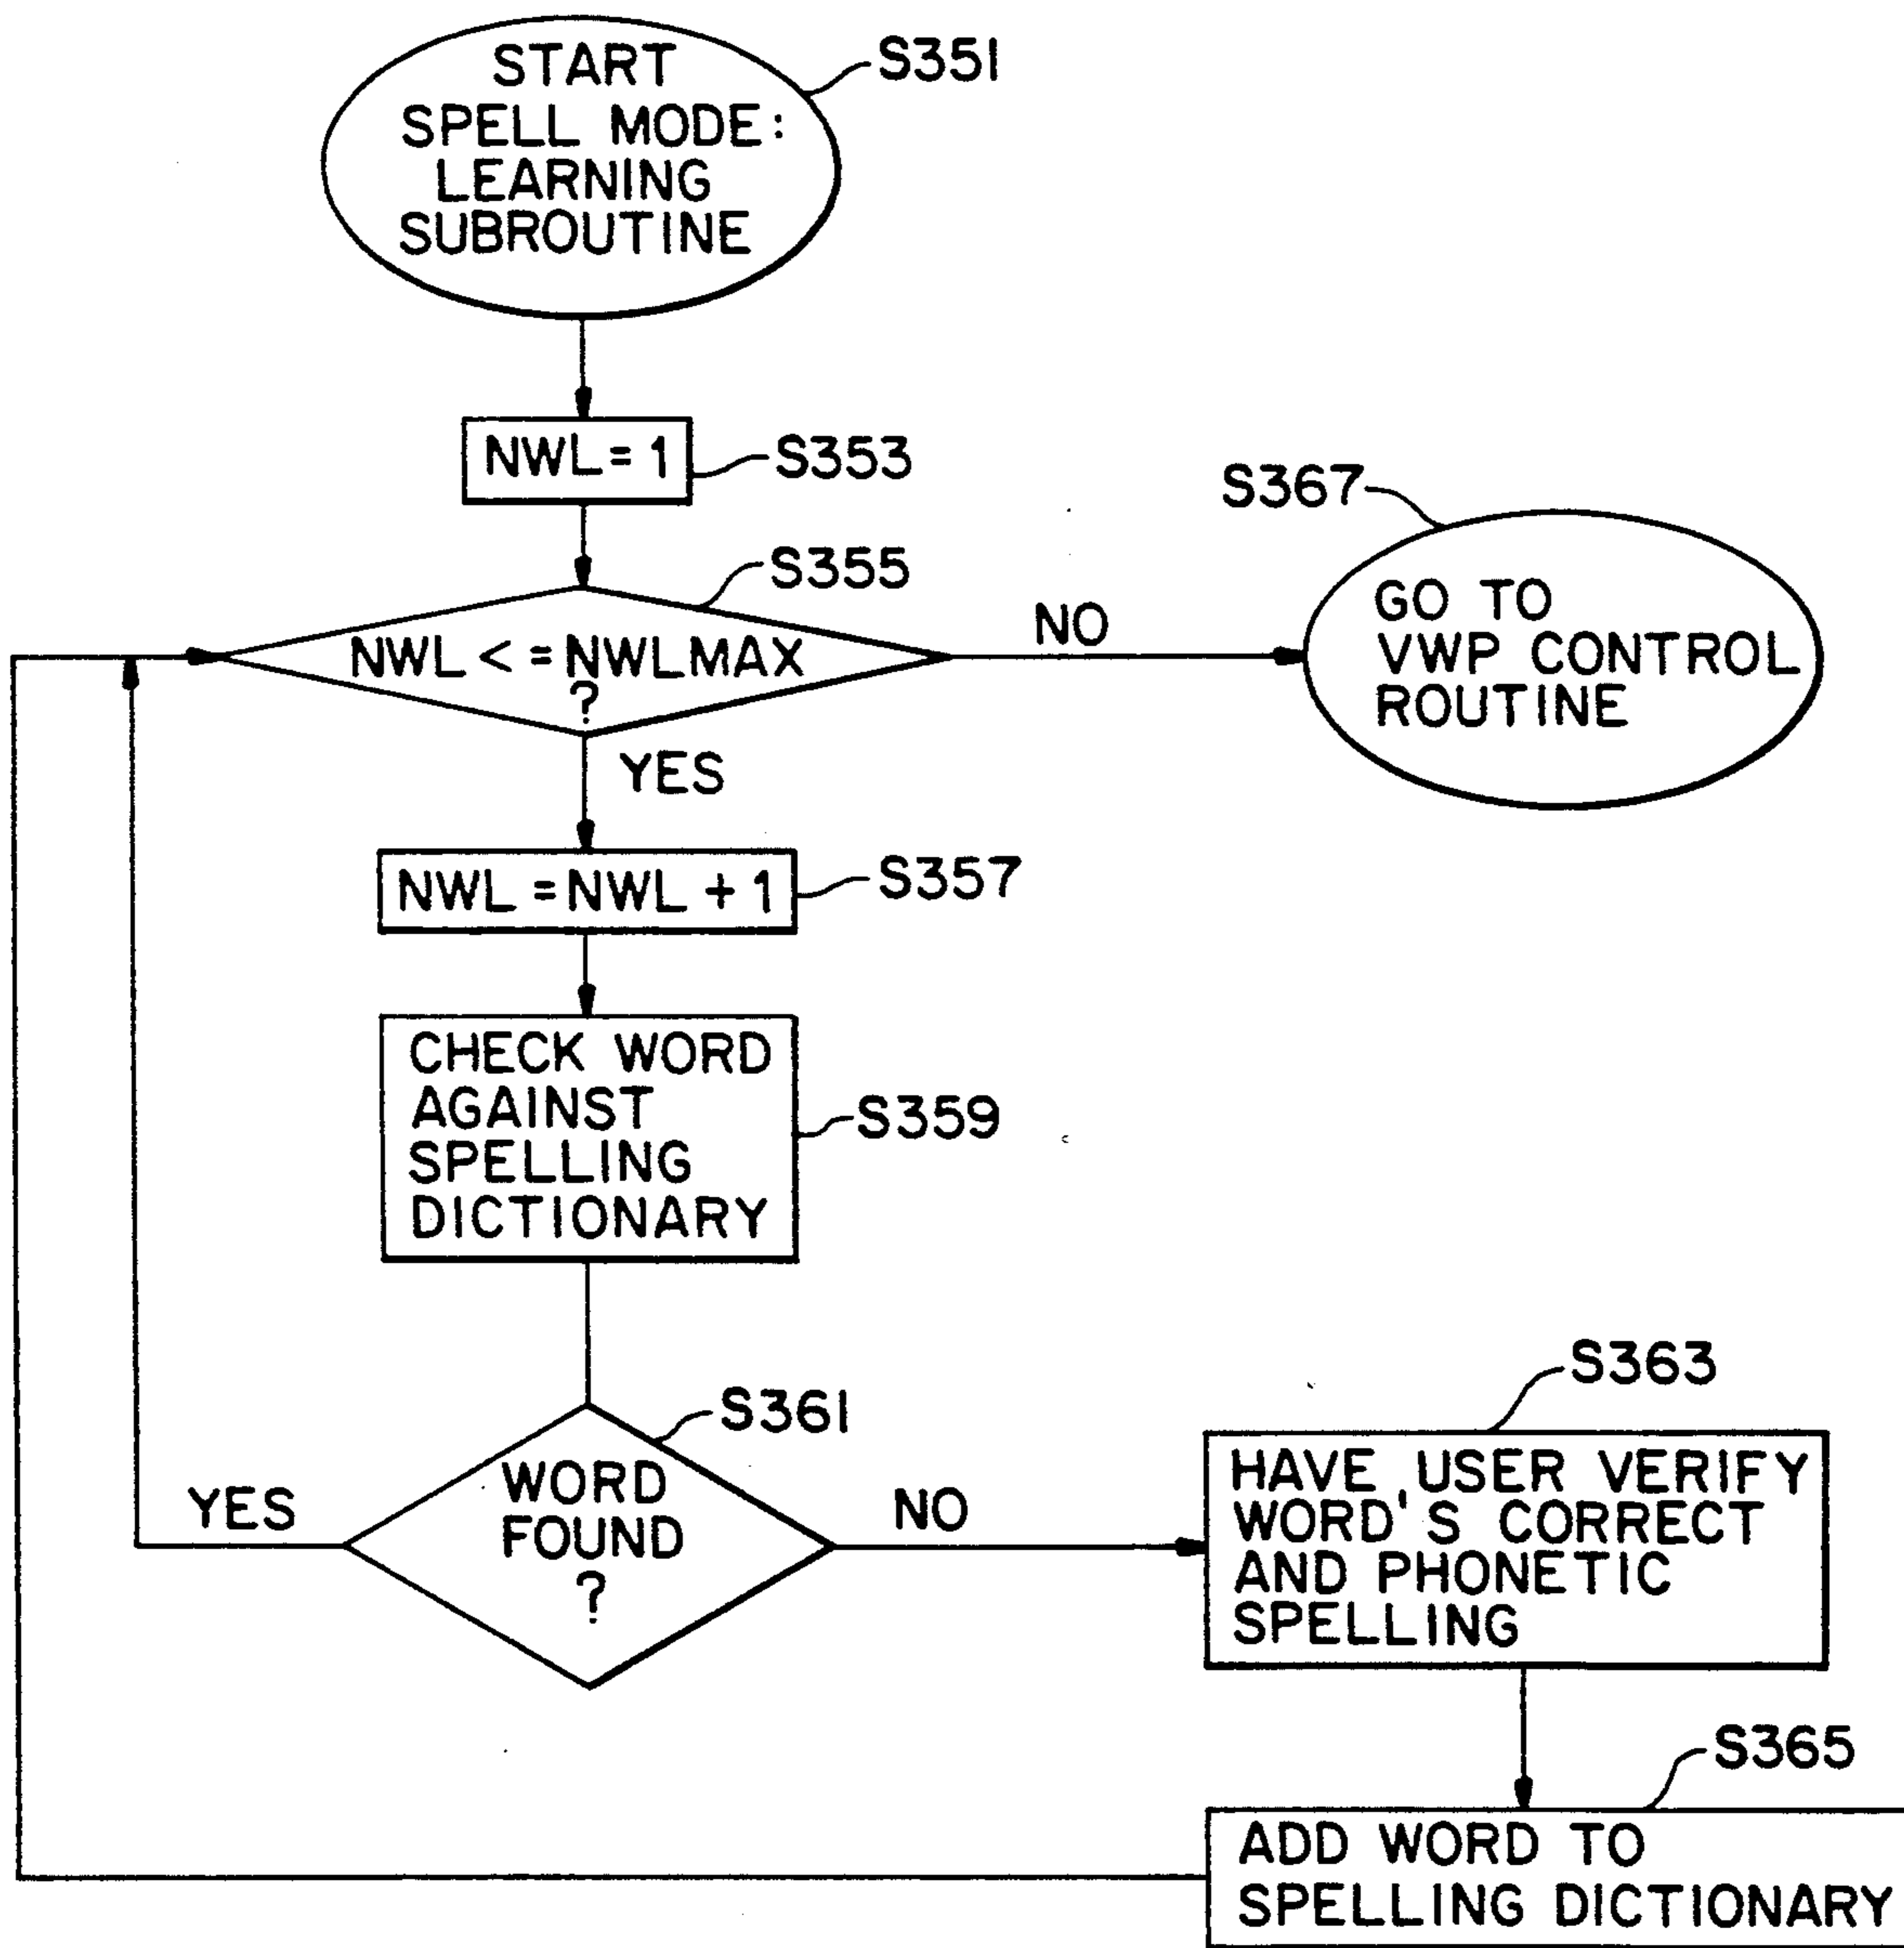 START
SPELL MODE:
LEARNING
SUBROUTINE
S351
NWL = 1
S353
S367
S355
NWL < = NWLMAX
?
NO
GO TO
VWP CONTROL
ROUTINE
YES
NWL = NWL + 1
S357
CHECK WORD
AGAINST
SPELLING
DICTIONARY
S359
S361
WORD
FOUND
?
YES
NO
S363
HAVE USER VERIFY
WORD'S CORRECT
AND PHONETIC
SPELLING
S365
ADD WORD TO
SPELLING DICTIONARY